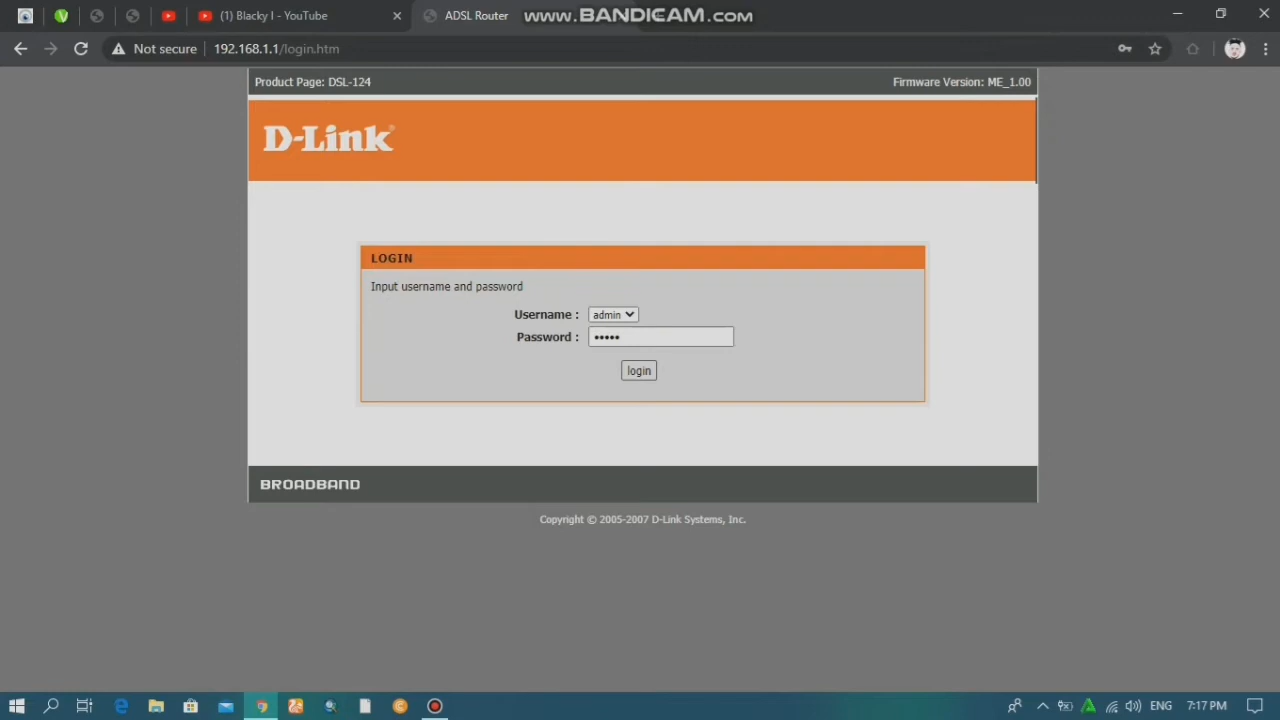 (1) Blacky I - YouTube
ADSL Router
www.BANDICAM.com
Not secure
192.168.1.1/login.htm
Product Page: DSL-124
Firmware Version: ME_1.00
D-Link
LOGIN
Input username and password
Username :
admin
Password :
•••••
login
BROADBAND
Copyright © 2005-2007 D-Link Systems, Inc.
ENG
7:17 PM